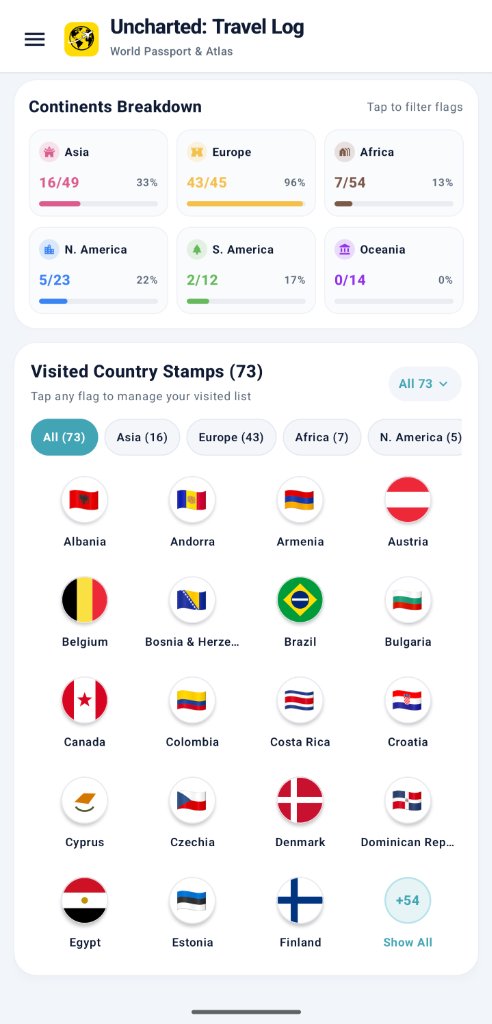 Uncharted: Travel Log
World Passport & Atlas
Continents Breakdown
Tap to filter flags
Asia
16/49 33%
Europe
43/45 96%
Africa
7/54 13%
N. America
5/23 22%
S. America
2/12 17%
Oceania
0/14 0%
Visited Country Stamps (73)
Tap any flag to manage your visited list
All 73
All (73) Asia (16) Europe (43) Africa (7) N. America (5)
Albania Andorra Armenia Austria
Belgium Bosnia & Herze... Brazil Bulgaria
Canada Colombia Costa Rica Croatia
Cyprus Czechia Denmark Dominican Rep...
+54
Egypt Estonia Finland Show All